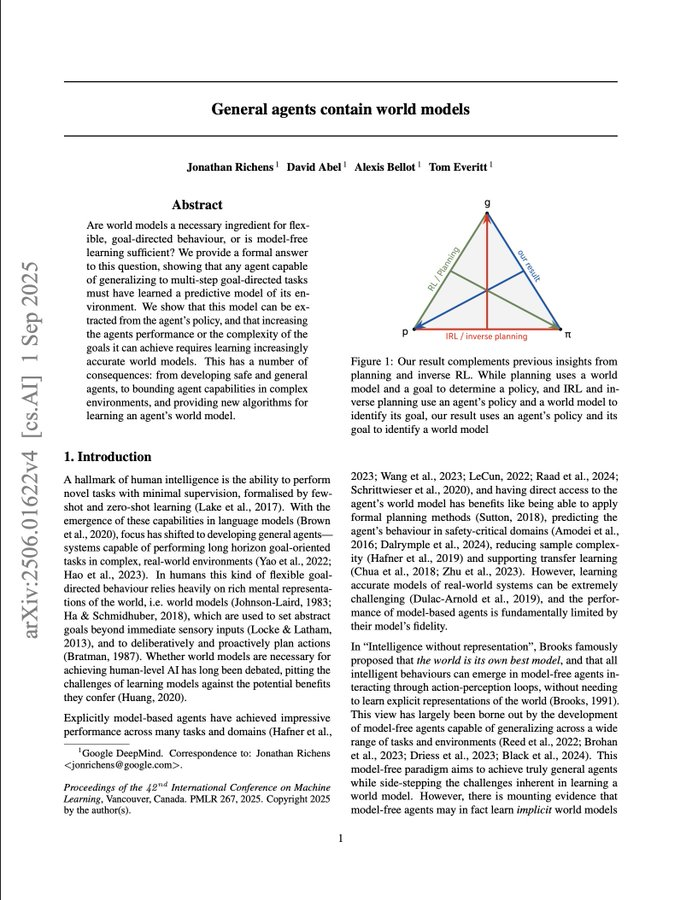 General agents contain world models
Jonathan Richens 1 David Abel 1 Alexis Bellot 1 Tom Everitt 1
Abstract
Are world models a necessary ingredient for flex-
ible, goal-directed behaviour, or is model-free
learning sufficient? We provide a formal answer
to this question, showing that any agent capable
of generalizing to multi-step goal-directed tasks
must have learned a predictive model of its en-
vironment. We show that this model can be ex-
tracted from the agent's policy, and that increasing
the agents performance or the complexity of the
goals it can achieve requires learning increasingly
accurate world models. This has a number of
consequences: from developing safe and general
agents, to bounding agent capabilities in complex
environments, and providing new algorithms for
learning an agent's world model.
1. Introduction
A hallmark of human intelligence is the ability to perform
novel tasks with minimal supervision, formalised by few-
shot and zero-shot learning (Lake et al., 2017). With the
emergence of these capabilities in language models (Brown
et al., 2020), focus has shifted to developing general agents—
systems capable of performing long horizon goal-oriented
tasks in complex, real-world environments (Yao et al., 2022;
Hao et al., 2023). In humans this kind of flexible goal-
directed behaviour relies heavily on rich mental representa-
tions of the world, i.e. world models (Johnson-Laird, 1983;
Ha & Schmidhuber, 2018), which are used to set abstract
goals beyond immediate sensory inputs (Locke & Latham,
2013), and to deliberatively and proactively plan actions
(Bratman, 1987). Whether world models are necessary for
achieving human-level AI has long been debated, pitting the
challenges of learning models against the potential benefits
they confer (Huang, 2020).
Explicitly model-based agents have achieved impressive
performance across many tasks and domains (Hafner et al.,
1Google DeepMind. Correspondence to: Jonathan Richens
<jonrichens@google.com>.
Proceedings of the 42nd International Conference on Machine
Learning, Vancouver, Canada. PMLR 267, 2025. Copyright 2025
by the author(s).
g
RL / Planning
our result
p
IRL / inverse planning
π
Figure 1: Our result complements previous insights from
planning and inverse RL. While planning uses a world
model and a goal to determine a policy, and IRL and in-
verse planning use an agent's policy and a world model to
identify its goal, our result uses an agent's policy and its
goal to identify a world model
2023; Wang et al., 2023; LeCun, 2022; Raad et al., 2024;
Schrittwieser et al., 2020), and having direct access to the
agent's world model has benefits like being able to apply
formal planning methods (Sutton, 2018), predicting the
agent's behaviour in safety-critical domains (Amodei et al.,
2016; Dalrymple et al., 2024), reducing sample complex-
ity (Hafner et al., 2019) and supporting transfer learning
(Chua et al., 2018; Zhu et al., 2023). However, learning
accurate models of real-world systems can be extremely
challenging (Dulac-Arnold et al., 2019), and the perfor-
mance of model-based agents is fundamentally limited by
their model's fidelity.
In “Intelligence without representation”, Brooks famously
proposed that the world is its own best model, and that all
intelligent behaviours can emerge in model-free agents in-
teracting through action-perception loops, without needing
to learn explicit representations of the world (Brooks, 1991).
This view has largely been borne out by the development
of model-free agents capable of generalizing across a wide
range of tasks and environments (Reed et al., 2022; Brohan
et al., 2023; Driess et al., 2023; Black et al., 2024). This
model-free paradigm aims to achieve truly general agents
while side-stepping the challenges inherent in learning a
world model. However, there is mounting evidence that
model-free agents may in fact learn implicit world models
1
arXiv:2506.01622v4 [cs.AI] 1 Sep 2025